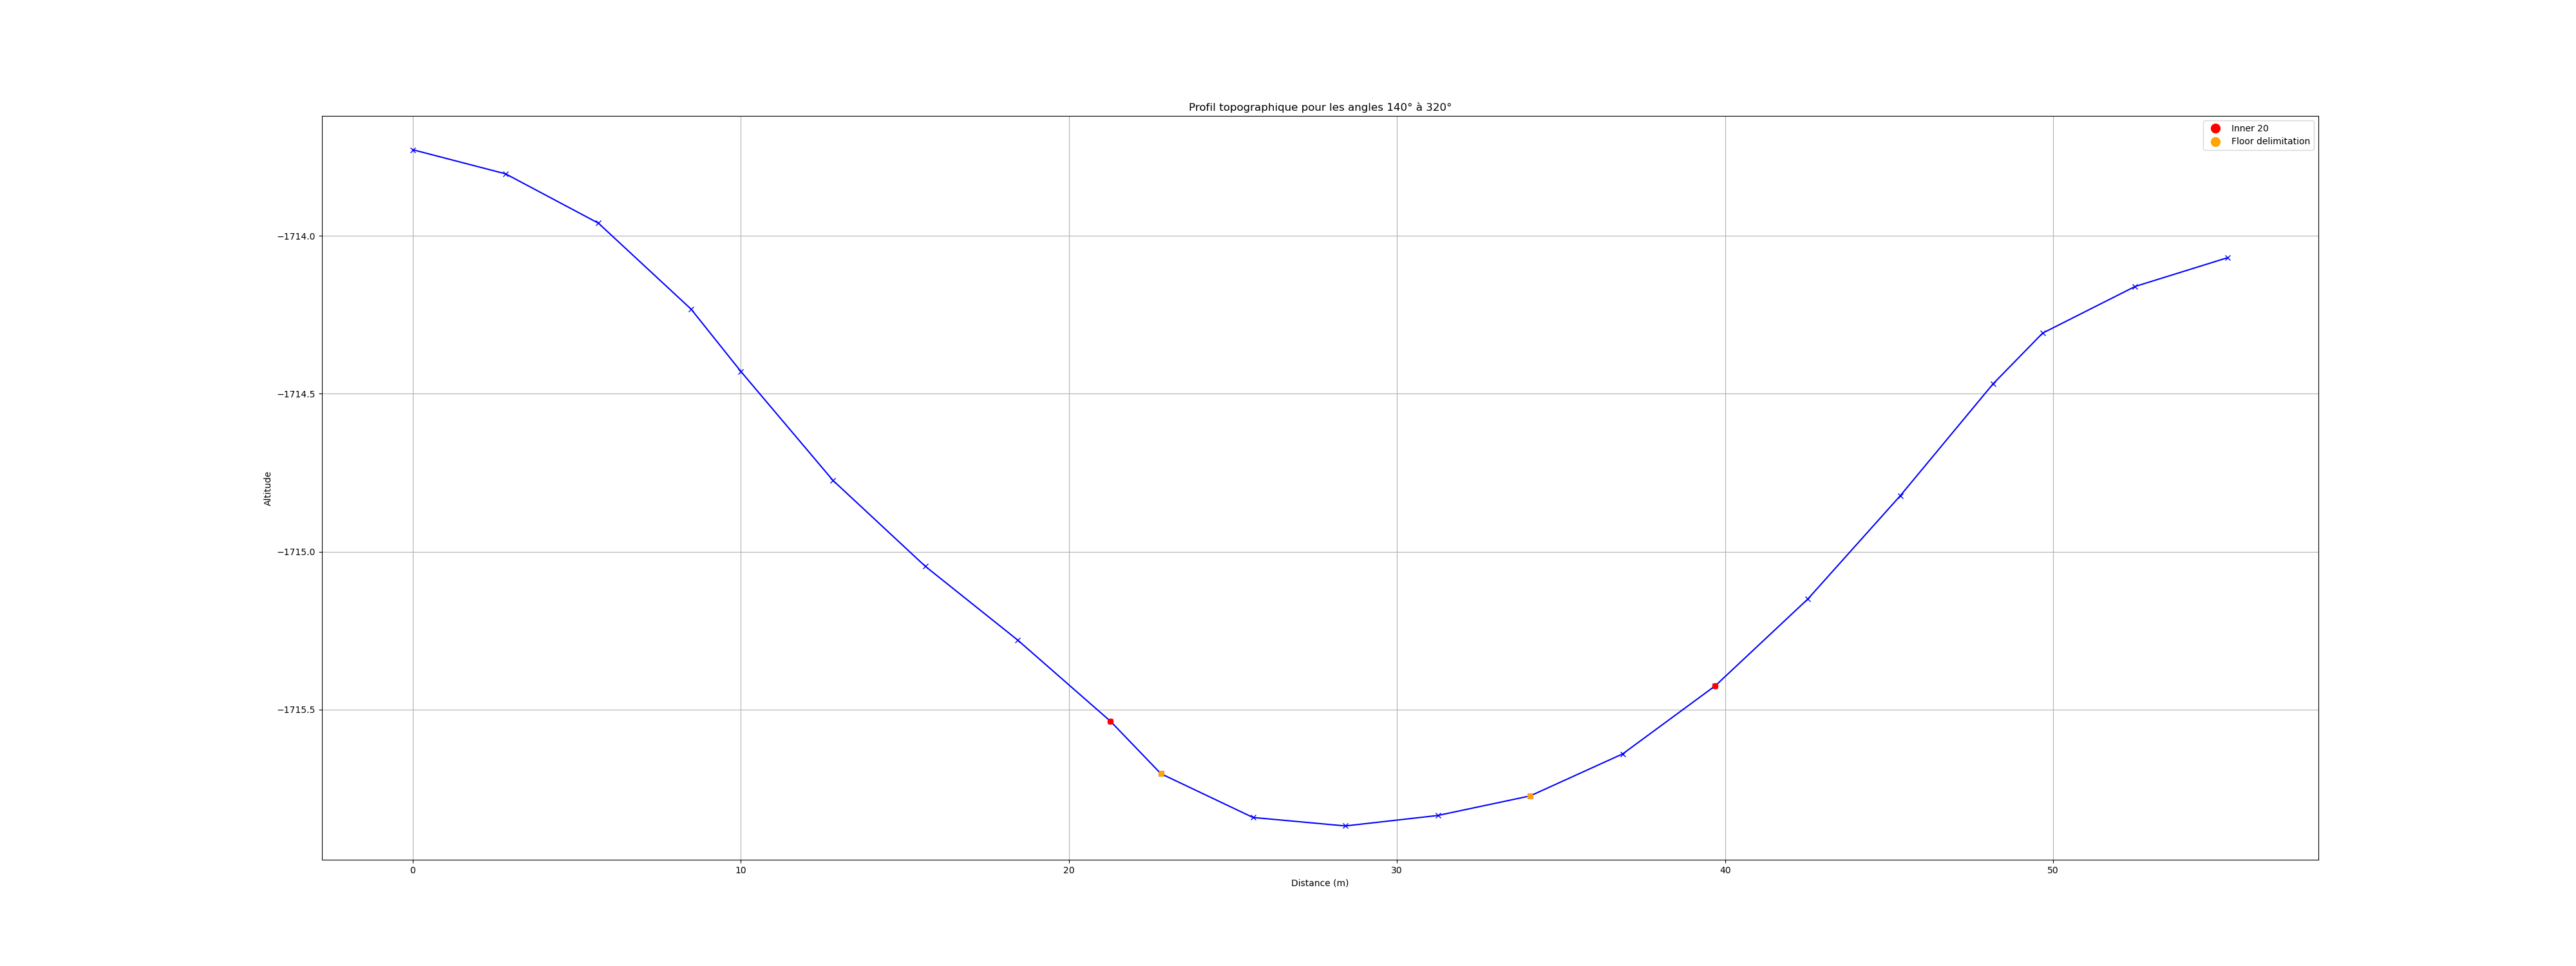 Profil topographique pour les angles 140° à 320°
Inner 20
Floor delimitation
−1714.0
−1714.5
−1715.0
−1715.5
Altitude
0 10 20 30 40 50
Distance (m)